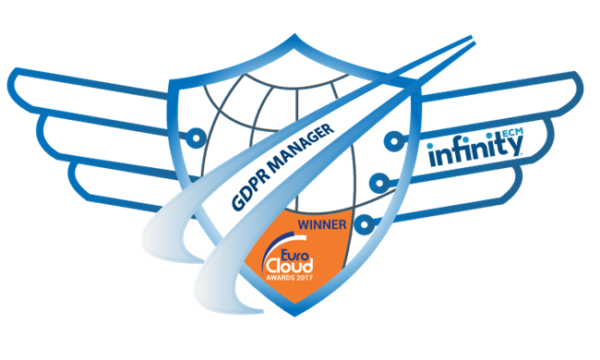 GDPR MANAGER
infinity
ECM
WINNER
Euro
Cloud
AWARDS 2017